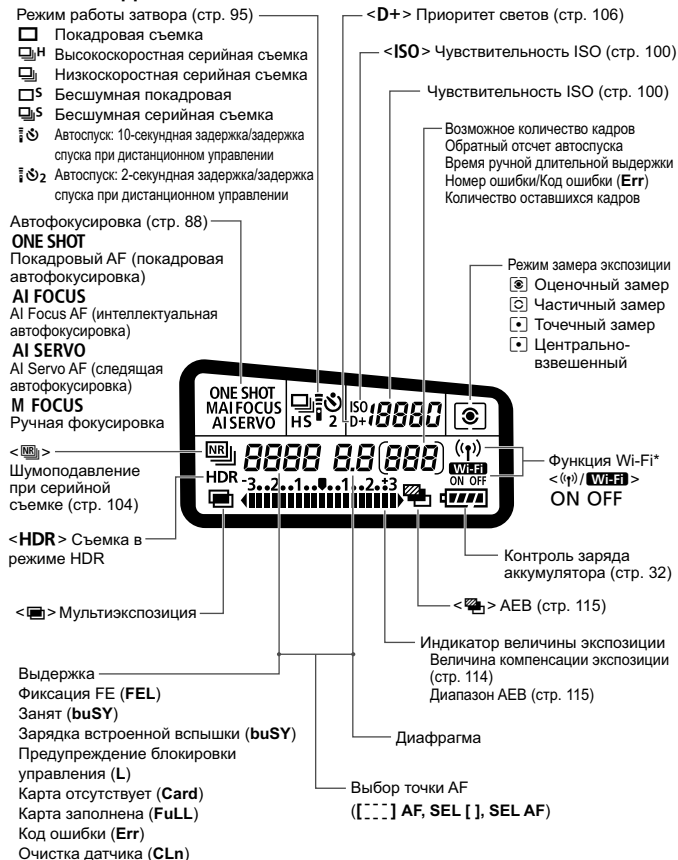 Режим работы затвора (стр. 95)
Покадровая съемка
H Высокоскоростная серийная съемка
Низкоскоростная серийная съемка
S Бесшумная покадровая
S Бесшумная серийная съемка
Автоспуск: 10-секундная задержка/задержка
спуска при дистанционном управлении
2 Автоспуск: 2-секундная задержка/задержка
спуска при дистанционном управлении
Автофокусировка (стр. 88)
ONE SHOT
Покадровый AF (покадровая
автофокусировка)
AI FOCUS
AI Focus AF (интеллектуальная
автофокусировка)
AI SERVO
AI Servo AF (следящая
автофокусировка)
M FOCUS
Ручная фокусировка
<NR>
Шумоподавление
при серийной
съемке (стр. 104)
<HDR> Съемка в
режиме HDR
<> Мультиэкспозиция
<D+> Приоритет светов (стр. 106)
<ISO> Чувствительность ISO (стр. 100)
Чувствительность ISO (стр. 100)
Возможное количество кадров
Обратный отсчет автоспуска
Время ручной длительной выдержки
Номер ошибки/Код ошибки (Err)
Количество оставшихся кадров
Режим замера экспозиции
Оценочный замер
Частичный замер
Точечный замер
Центрально-
взвешенный
ONE SHOT
MAI FOCUS
AI SERVO
HS 2
ISO
D+
18880
NR
8888 8.8 (888)
Wi-Fi
ON OFF
HDR
-3..2..1..0..1..2..+3
Функция Wi-Fi*
<(( ))/Wi-Fi>
ON OFF
Контроль заряда
аккумулятора (стр. 32)
<> AEB (стр. 115)
Индикатор величины экспозиции
Величина компенсации экспозиции
(стр. 114)
Диапазон AEB (стр. 115)
Диафрагма
Выбор точки AF
([---] AF, SEL [ ], SEL AF)
Выдержка
Фиксация FE (FEL)
Занят (buSY)
Зарядка встроенной вспышки (buSY)
Предупреждение блокировки
управления (L)
Карта отсутствует (Card)
Карта заполнена (FuLL)
Код ошибки (Err)
Очистка датчика (CLn)